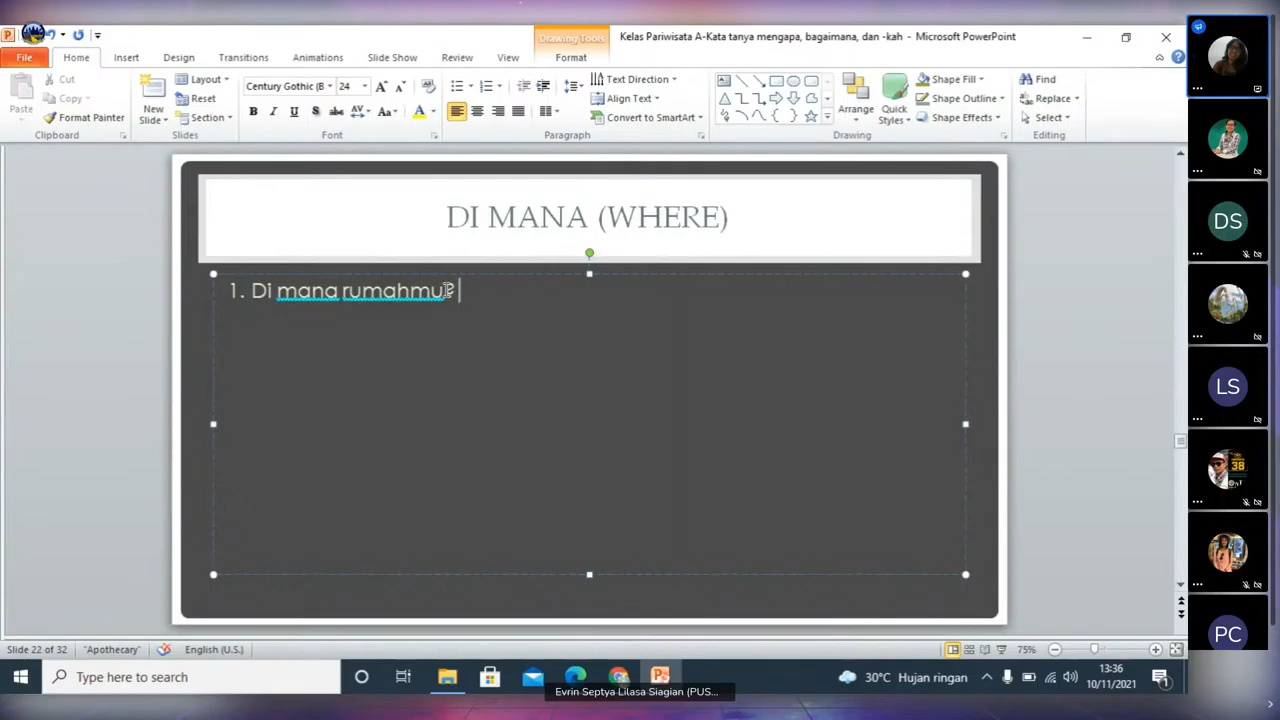 Drawing Tools
Kelas Pariwisata A-Kata tanya mengapa, bagaimana, dan -kah - Microsoft PowerPoint
File Home Insert Design Transitions Animations Slide Show Review View Format
Paste
Cut
Copy
Format Painter
Clipboard
New
Slide
Layout
Reset
Section
Slides
Century Gothic (B 24
B I U S abc AV Aa A
Font
Text Direction
Align Text
Convert to SmartArt
Paragraph
Arrange
Quick
Styles
Shape Fill
Shape Outline
Shape Effects
Drawing
Find
Replace
Select
Editing
DI MANA (WHERE)
1. Di mana rumahmu?
DS
LS
38
PC
Slide 22 of 32 "Apothecary" English (U.S.) 75%
Type here to search
30°C Hujan ringan
13:36
10/11/2021
1
Evrin Septya Lilasa Siagian (PUS...